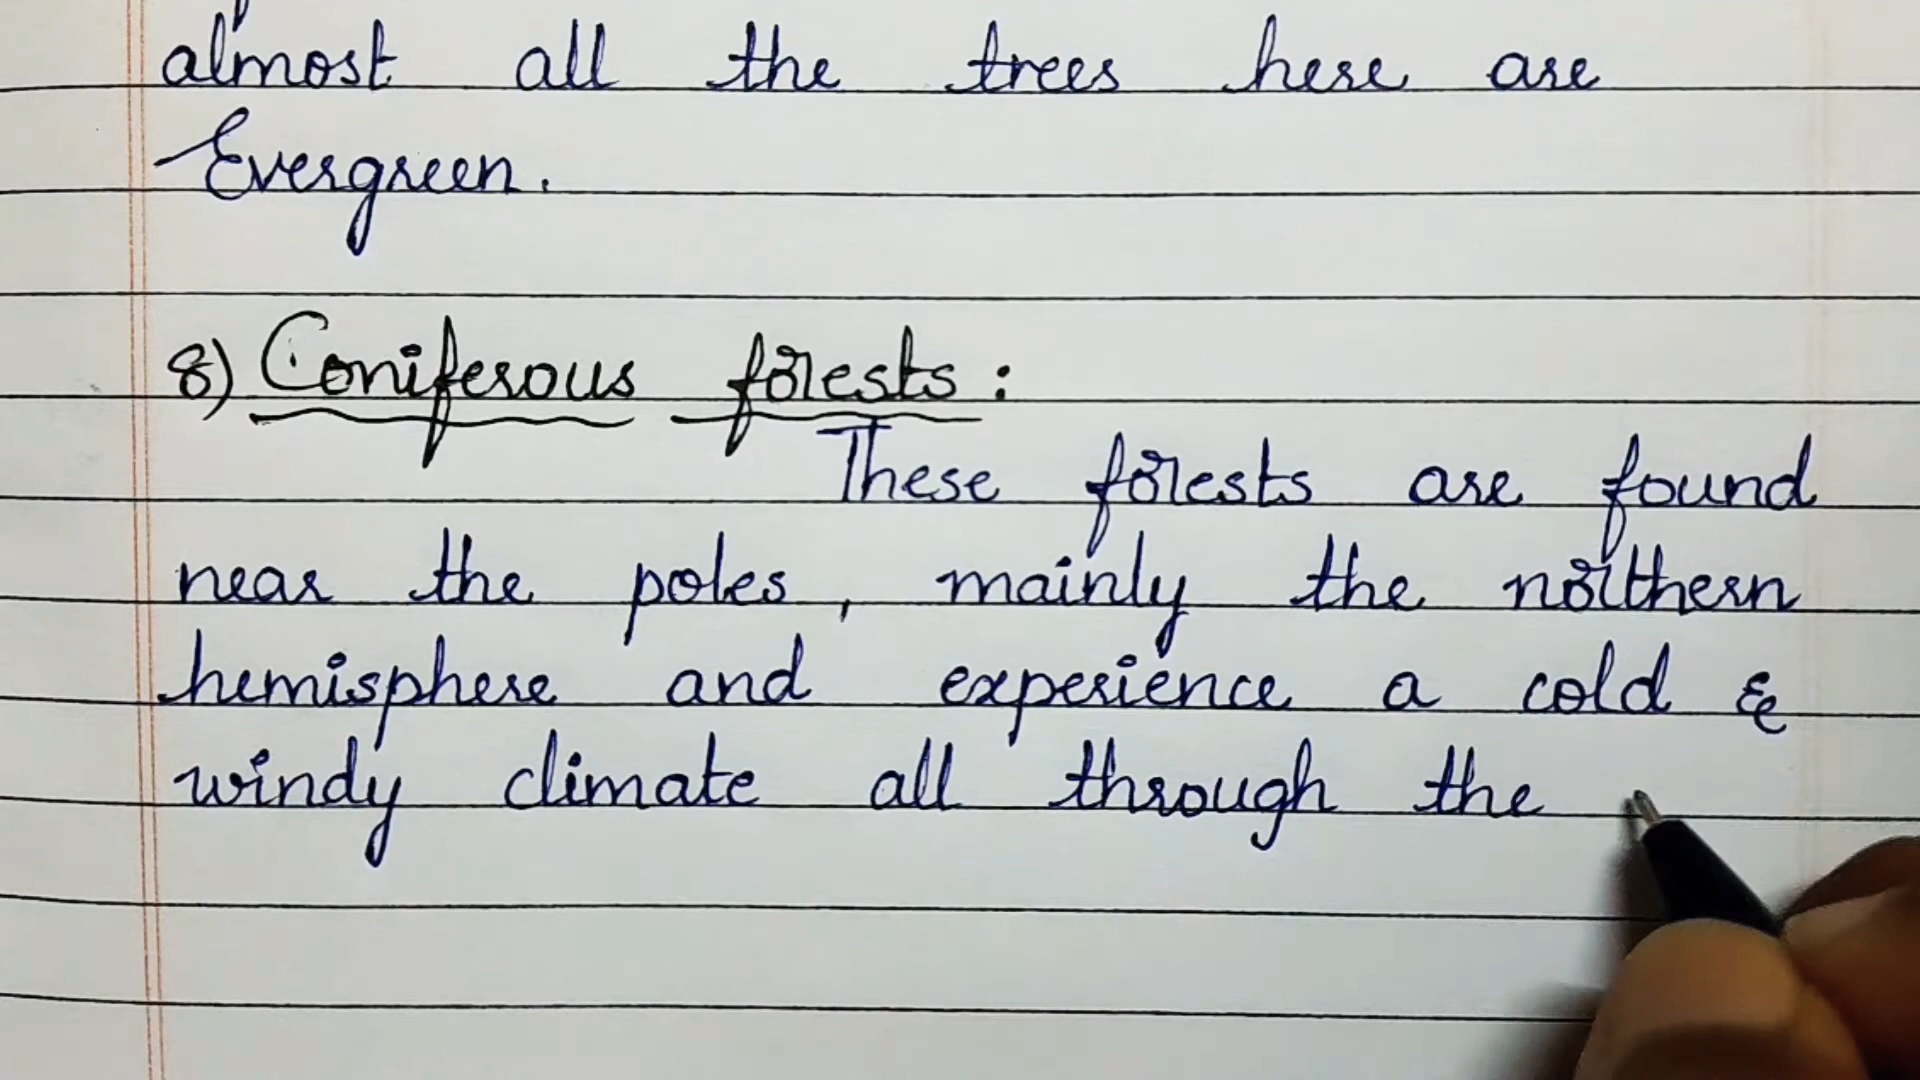 almost all the trees here are
Evergreen.
8) Coniferous forests:
These forests are found
near the poles, mainly the northern
hemisphere and experience a cold &
windy climate all through the